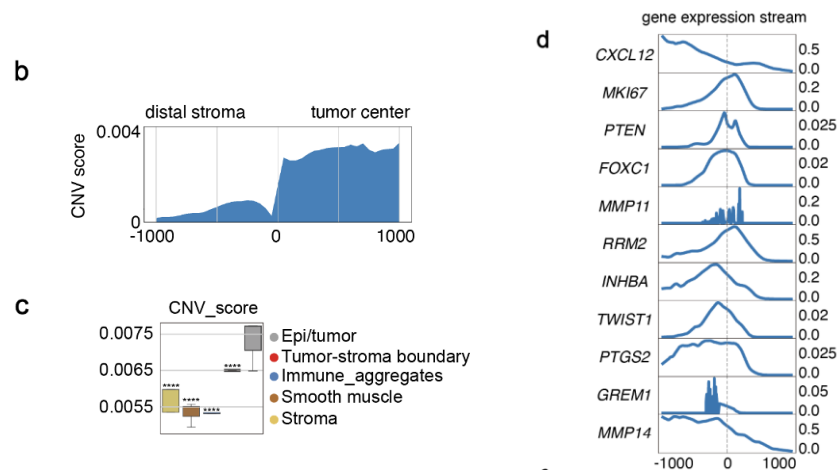 b
distal stroma tumor center
CNV score
0.004
0
-1000 0 1000
c
CNV_score
0.0075
0.0065
0.0055
****
****
****
****
Epi/tumor
Tumor-stroma boundary
Immune_aggregates
Smooth muscle
Stroma
d
gene expression stream
CXCL12 0.5 0.0
MKI67 0.2 0.0
PTEN 0.025 0.0
FOXC1 0.02 0.0
MMP11 0.2 0.0
RRM2 0.5 0.0
INHBA 0.2 0.0
TWIST1 0.02 0.0
PTGS2 0.025 0.0
GREM1 0.05 0.0
MMP14 0.5 0.0
-1000 0 1000